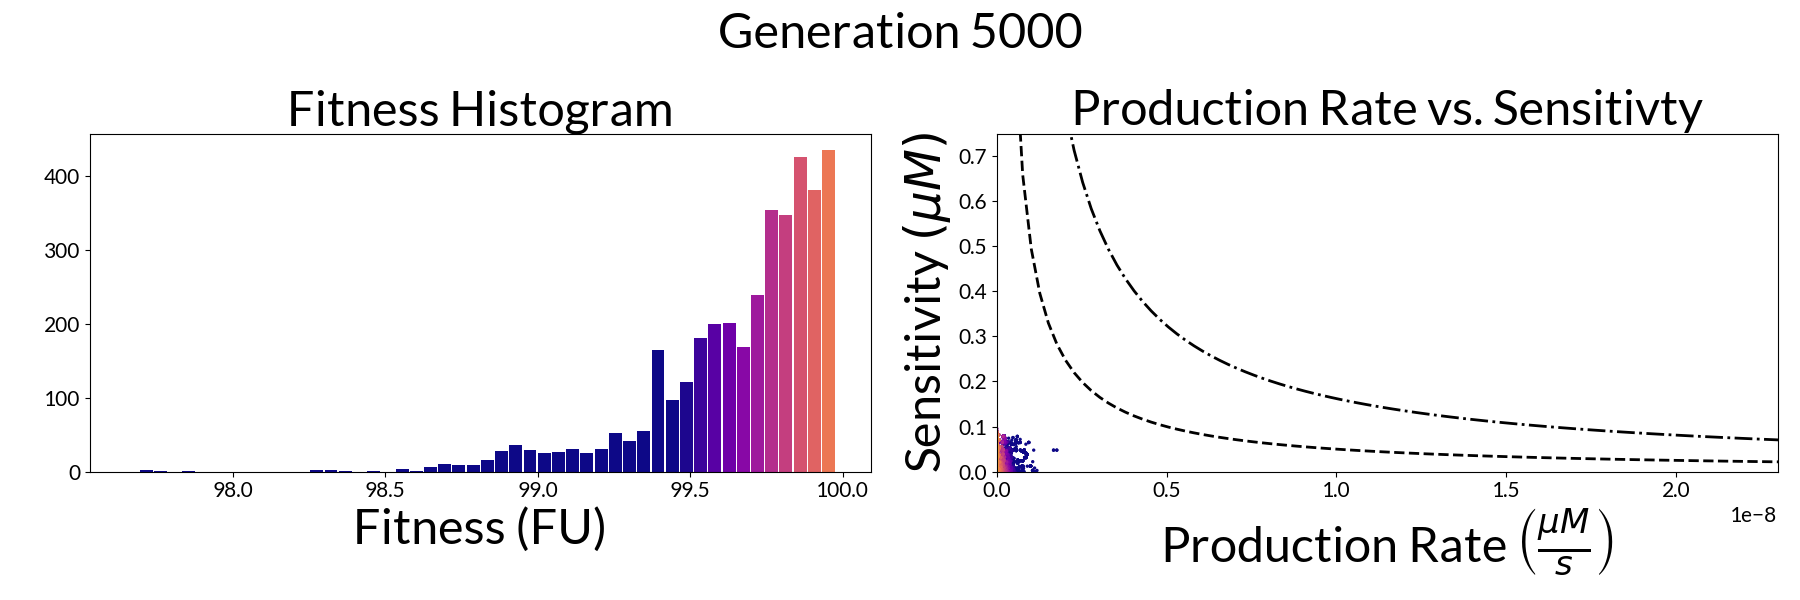 Generation 5000
Fitness Histogram
400
300
200
100
0
98.0 98.5 99.0 99.5 100.0
Fitness (FU)
Production Rate vs. Sensitivty
Sensitivity (μM)
0.7
0.6
0.5
0.4
0.3
0.2
0.1
0.0
0.0 0.5 1.0 1.5 2.0
1e−8
Production Rate (μM/s)